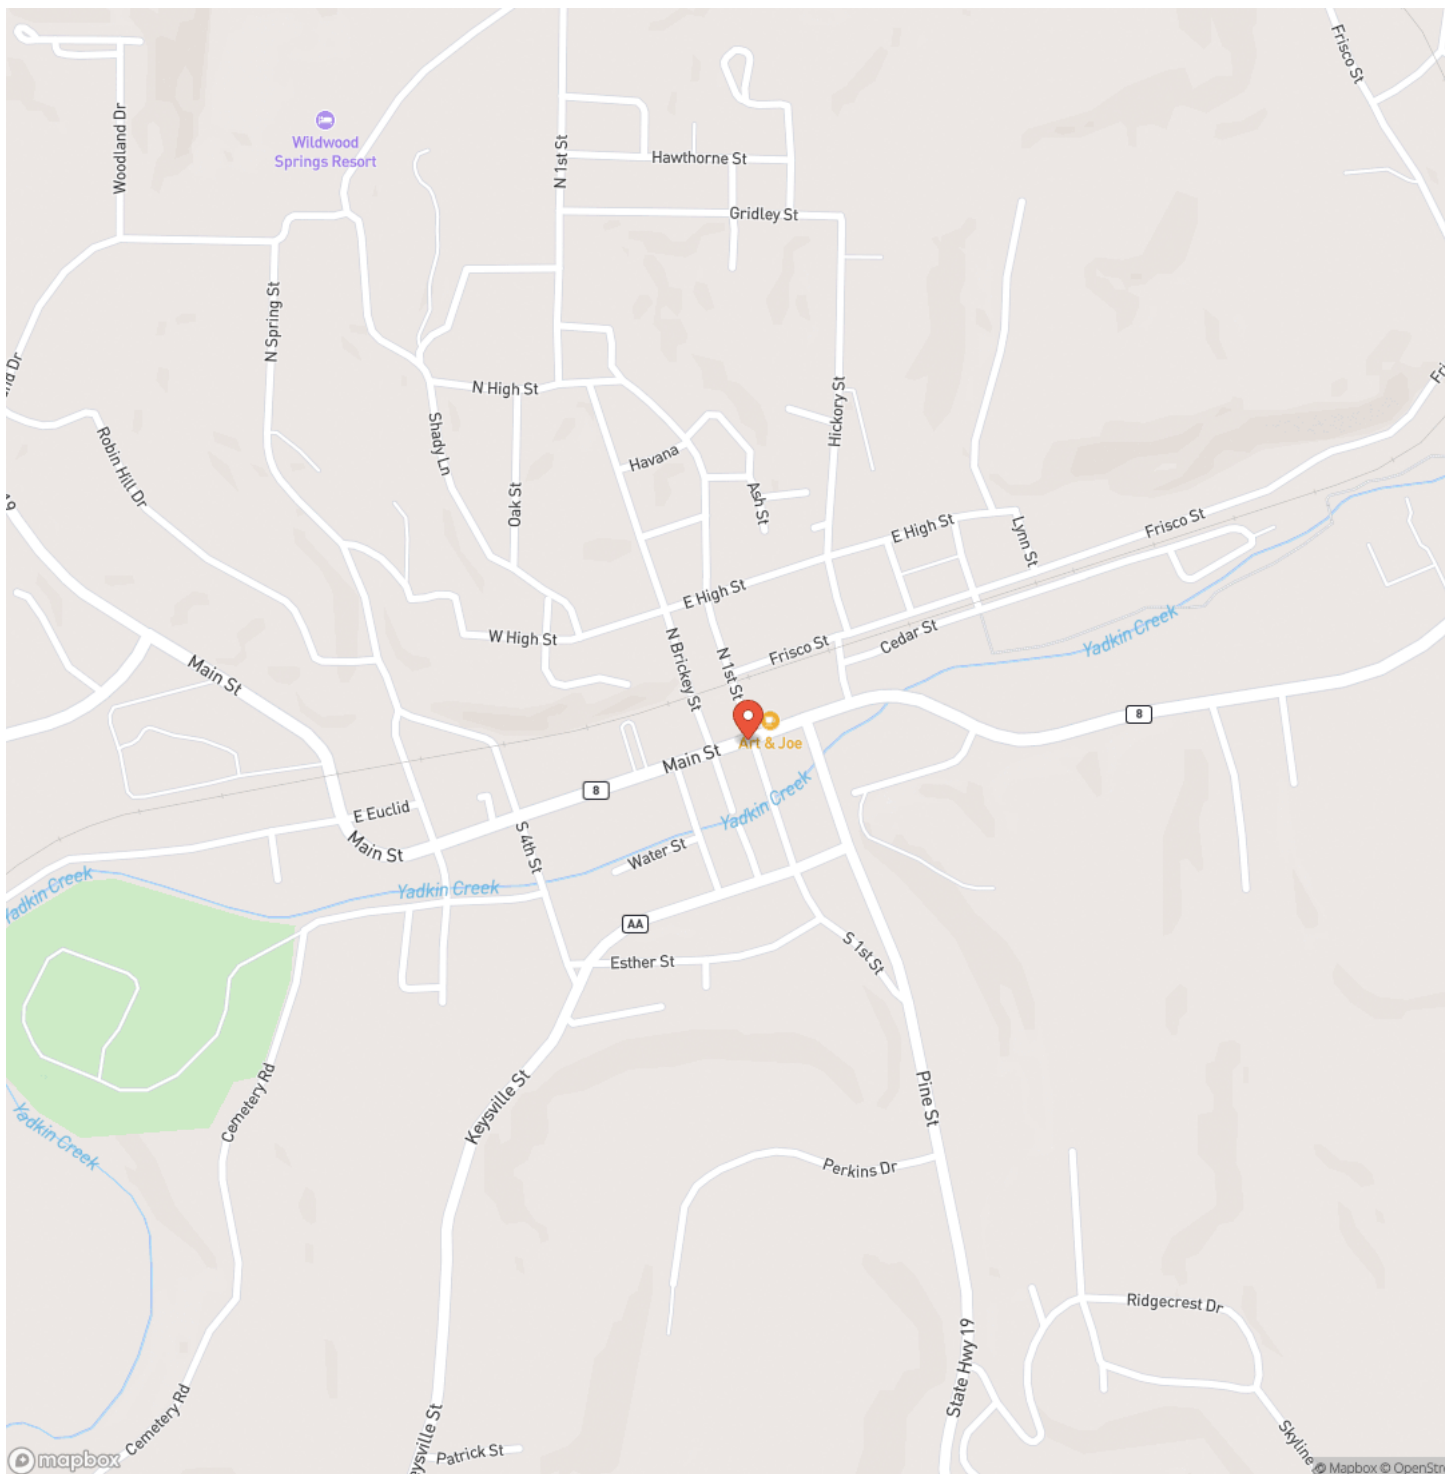 Frisco St
Woodland Dr
Wildwood
Springs Resort
N 1st St
Hawthorne St
Gridley St
N Spring St
N High St
Hickory St
Shady Ln
Robin Hill Dr
Havana
Oak St
Ash St
E High St
Lynn St
Frisco St
E High St
W High St
Yadkin Creek
Cedar St
Frisco St
N Brickey St
N 1st St
Main St
8
Art & Joe
Main St
8
Yadkin Creek
E Euclid
Main St
S 4th St
Water St
Yadkin Creek
Yadkin Creek
AA
S 1st St
Esther St
Pine St
Keysville St
Cemetery Rd
Yadkin Creek
Perkins Dr
Ridgecrest Dr
State Hwy 19
Cemetery Rd
Skyline
Patrick St
mapbox
© Mapbox © OpenStre